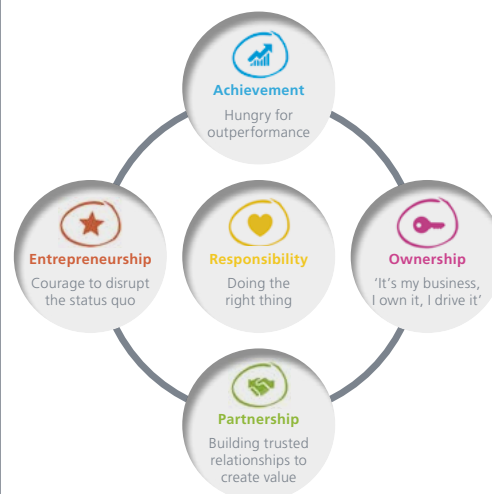 Achievement
Hungry for
outperformance
Entrepreneurship
Courage to disrupt
the status quo
Responsibility
Doing the
right thing
Ownership
‘It’s my business,
I own it, I drive it’
Partnership
Building trusted
relationships to
create value